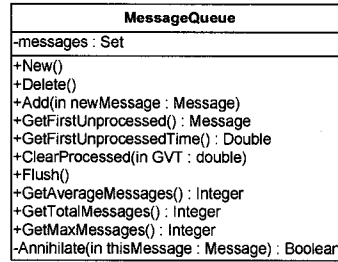 MessageQueue
-messages : Set
+New()
+Delete()
+Add(in newMessage : Message)
+GetFirstUnprocessed() : Message
+GetFirstUnprocessedTime() : Double
+ClearProcessed(in GVT : double)
+Flush()
+GetAverageMessages() : Integer
+GetTotalMessages() : Integer
+GetMaxMessages() : Integer
-Annihilate(in thisMessage : Message) : Boolean